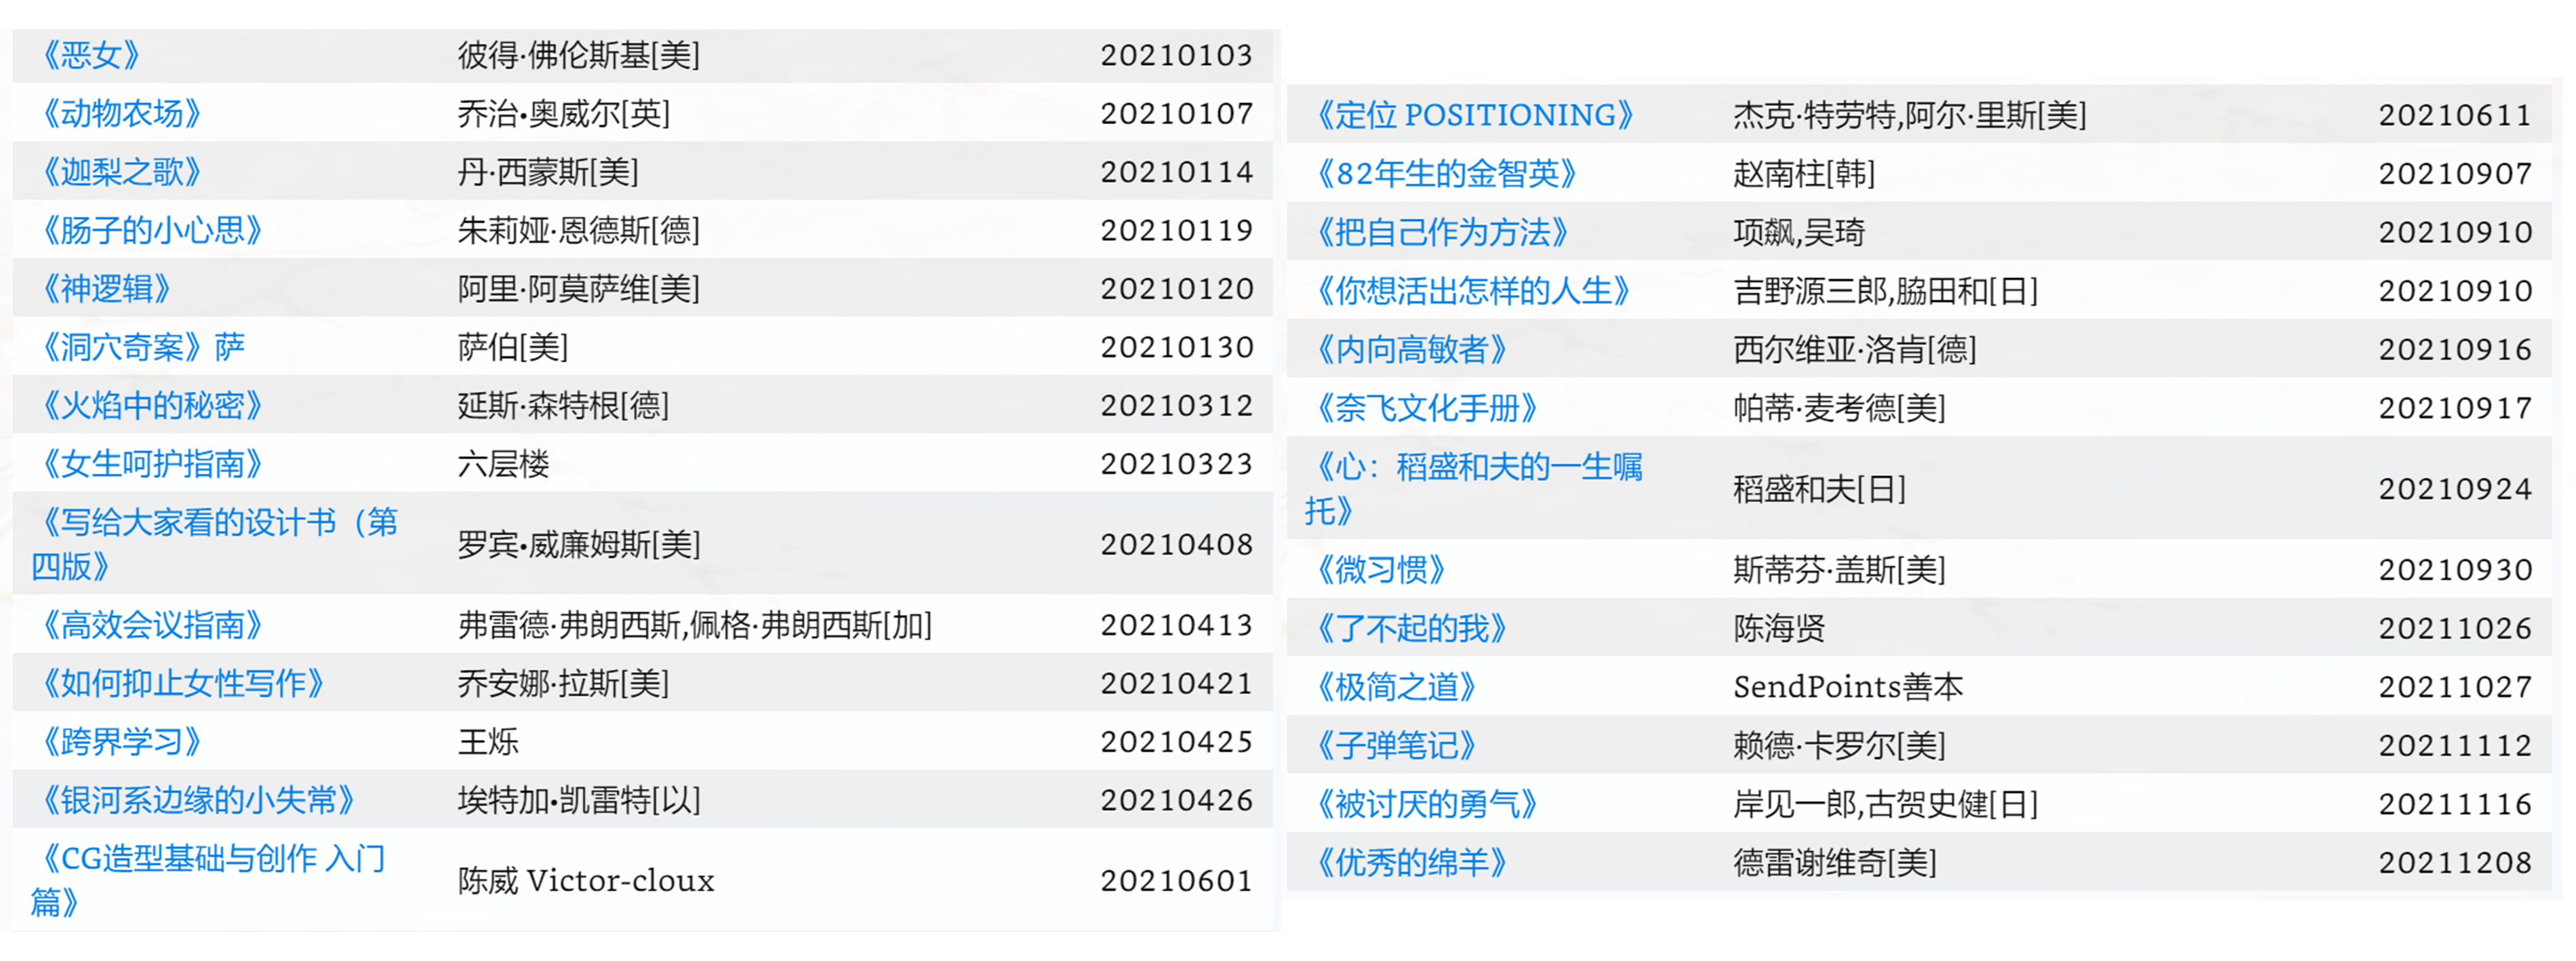 《恶女》 彼得·佛伦斯基[美] 20210103
《动物农场》 乔治•奥威尔[英] 20210107
《迦梨之歌》 丹·西蒙斯[美] 20210114
《肠子的小心思》 朱莉娅·恩德斯[德] 20210119
《神逻辑》 阿里·阿莫萨维[美] 20210120
《洞穴奇案》萨 萨伯[美] 20210130
《火焰中的秘密》 延斯·森特根[德] 20210312
《女生呵护指南》 六层楼 20210323
《写给大家看的设计书（第
四版》 罗宾•威廉姆斯[美] 20210408
《高效会议指南》 弗雷德·弗朗西斯,佩格·弗朗西斯[加] 20210413
《如何抑止女性写作》 乔安娜·拉斯[美] 20210421
《跨界学习》 王烁 20210425
《银河系边缘的小失常》 埃特加•凯雷特[以] 20210426
《CG造型基础与创作 入门
篇》 陈威 Victor-cloux 20210601
《定位 POSITIONING》 杰克·特劳特,阿尔·里斯[美] 20210611
《82年生的金智英》 赵南柱[韩] 20210907
《把自己作为方法》 项飙,吴琦 20210910
《你想活出怎样的人生》 吉野源三郎,脇田和[日] 20210910
《内向高敏者》 西尔维亚·洛肯[德] 20210916
《奈飞文化手册》 帕蒂·麦考德[美] 20210917
《心：稻盛和夫的一生嘱
托》 稻盛和夫[日] 20210924
《微习惯》 斯蒂芬·盖斯[美] 20210930
《了不起的我》 陈海贤 20211026
《极简之道》 SendPoints善本 20211027
《子弹笔记》 赖德·卡罗尔[美] 20211112
《被讨厌的勇气》 岸见一郎,古贺史健[日] 20211116
《优秀的绵羊》 德雷谢维奇[美] 20211208